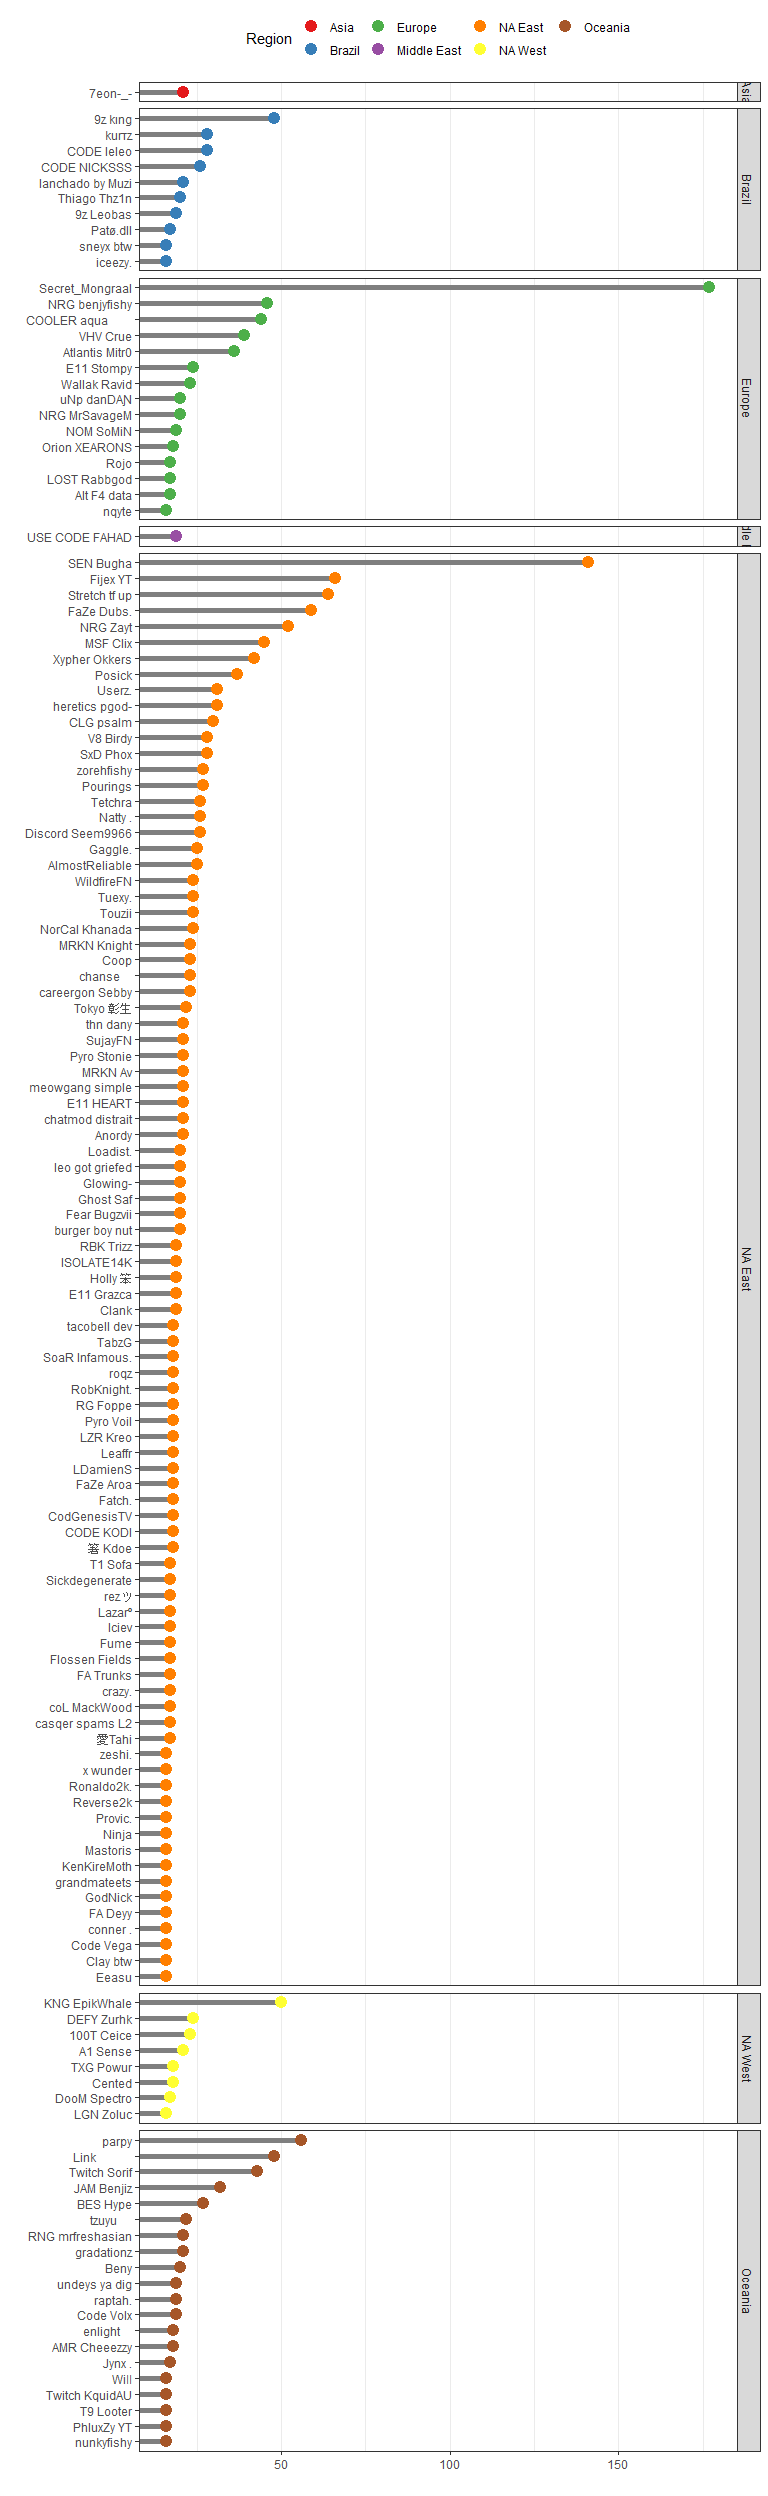 Region
Asia
Europe
NA East
Oceania
Brazil
Middle East
NA West
7eon-_-
Asia
9z kıng
kurrz
CODE leleo
CODE NICKSSS
lanchado by Muzi
Thiago Thz1n
9z Leobas
Patø.dll
sneyx btw
iceezy.
Brazil
Secret_Mongraal
NRG benjyfishy
COOLER aqua
VHV Crue
Atlantis Mitr0
E11 Stompy
Wallak Ravid
uNp danDAṆ
NRG MrSavageM
NOM SoMiN
Orion XEARONS
Rojo
LOST Rabbgod
Alt F4 data
nqyte
Europe
USE CODE FAHAD
SEN Bugha
Fijex YT
Stretch tf up
FaZe Dubs.
NRG Zayt
MSF Clix
Xypher Okkers
Posick
Userz.
heretics pgod-
CLG psalm
V8 Birdy
SxD Phox
zorehfishy
Pourings
Tetchra
Natty .
Discord Seem9966
Gaggle.
AlmostReliable
WildfireFN
Tuexy.
Touzii
NorCal Khanada
MRKN Knight
Coop
chanse
careergon Sebby
Tokyo 彰生
thn dany
SujayFN
Pyro Stonie
MRKN Av
meowgang simple
E11 HEART
chatmod distrait
Anordy
Loadist.
leo got griefed
Glowing-
Ghost Saf
Fear Bugzvii
burger boy nut
RBK Trizz
ISOLATE14K
Holly 笨
E11 Grazca
Clank
tacobell dev
TabzG
SoaR Infamous.
roqz
RobKnight.
RG Foppe
Pyro Voil
LZR Kreo
Leaffr
LDamienS
FaZe Aroa
Fatch.
CodGenesisTV
CODE KODI
Kdoe
T1 Sofa
Sickdegenerate
rez ツ
Lazarº
Iciev
Fume
Flossen Fields
FA Trunks
crazy.
coL MackWood
casqer spams L2
愛Tahi
zeshi.
x wunder
Ronaldo2k.
Reverse2k
Provic.
Ninja
Mastoris
KenKireMoth
grandmateets
GodNick
FA Deyy
conner .
Code Vega
Clay btw
Eeasu
NA East
KNG EpikWhale
DEFY Zurhk
100T Ceice
A1 Sense
TXG Powur
Cented
DooM Spectro
LGN Zoluc
NA West
parpy
Link
Twitch Sorif
JAM Benjiz
BES Hype
tzuyu
RNG mrfreshasian
gradationz
Beny
undeys ya dig
raptah.
Code Volx
enlight
AMR Cheeezzy
Jynx .
Will
Twitch KquidAU
T9 Looter
PhluxZy YT
nunkyfishy
Oceania
50
100
150